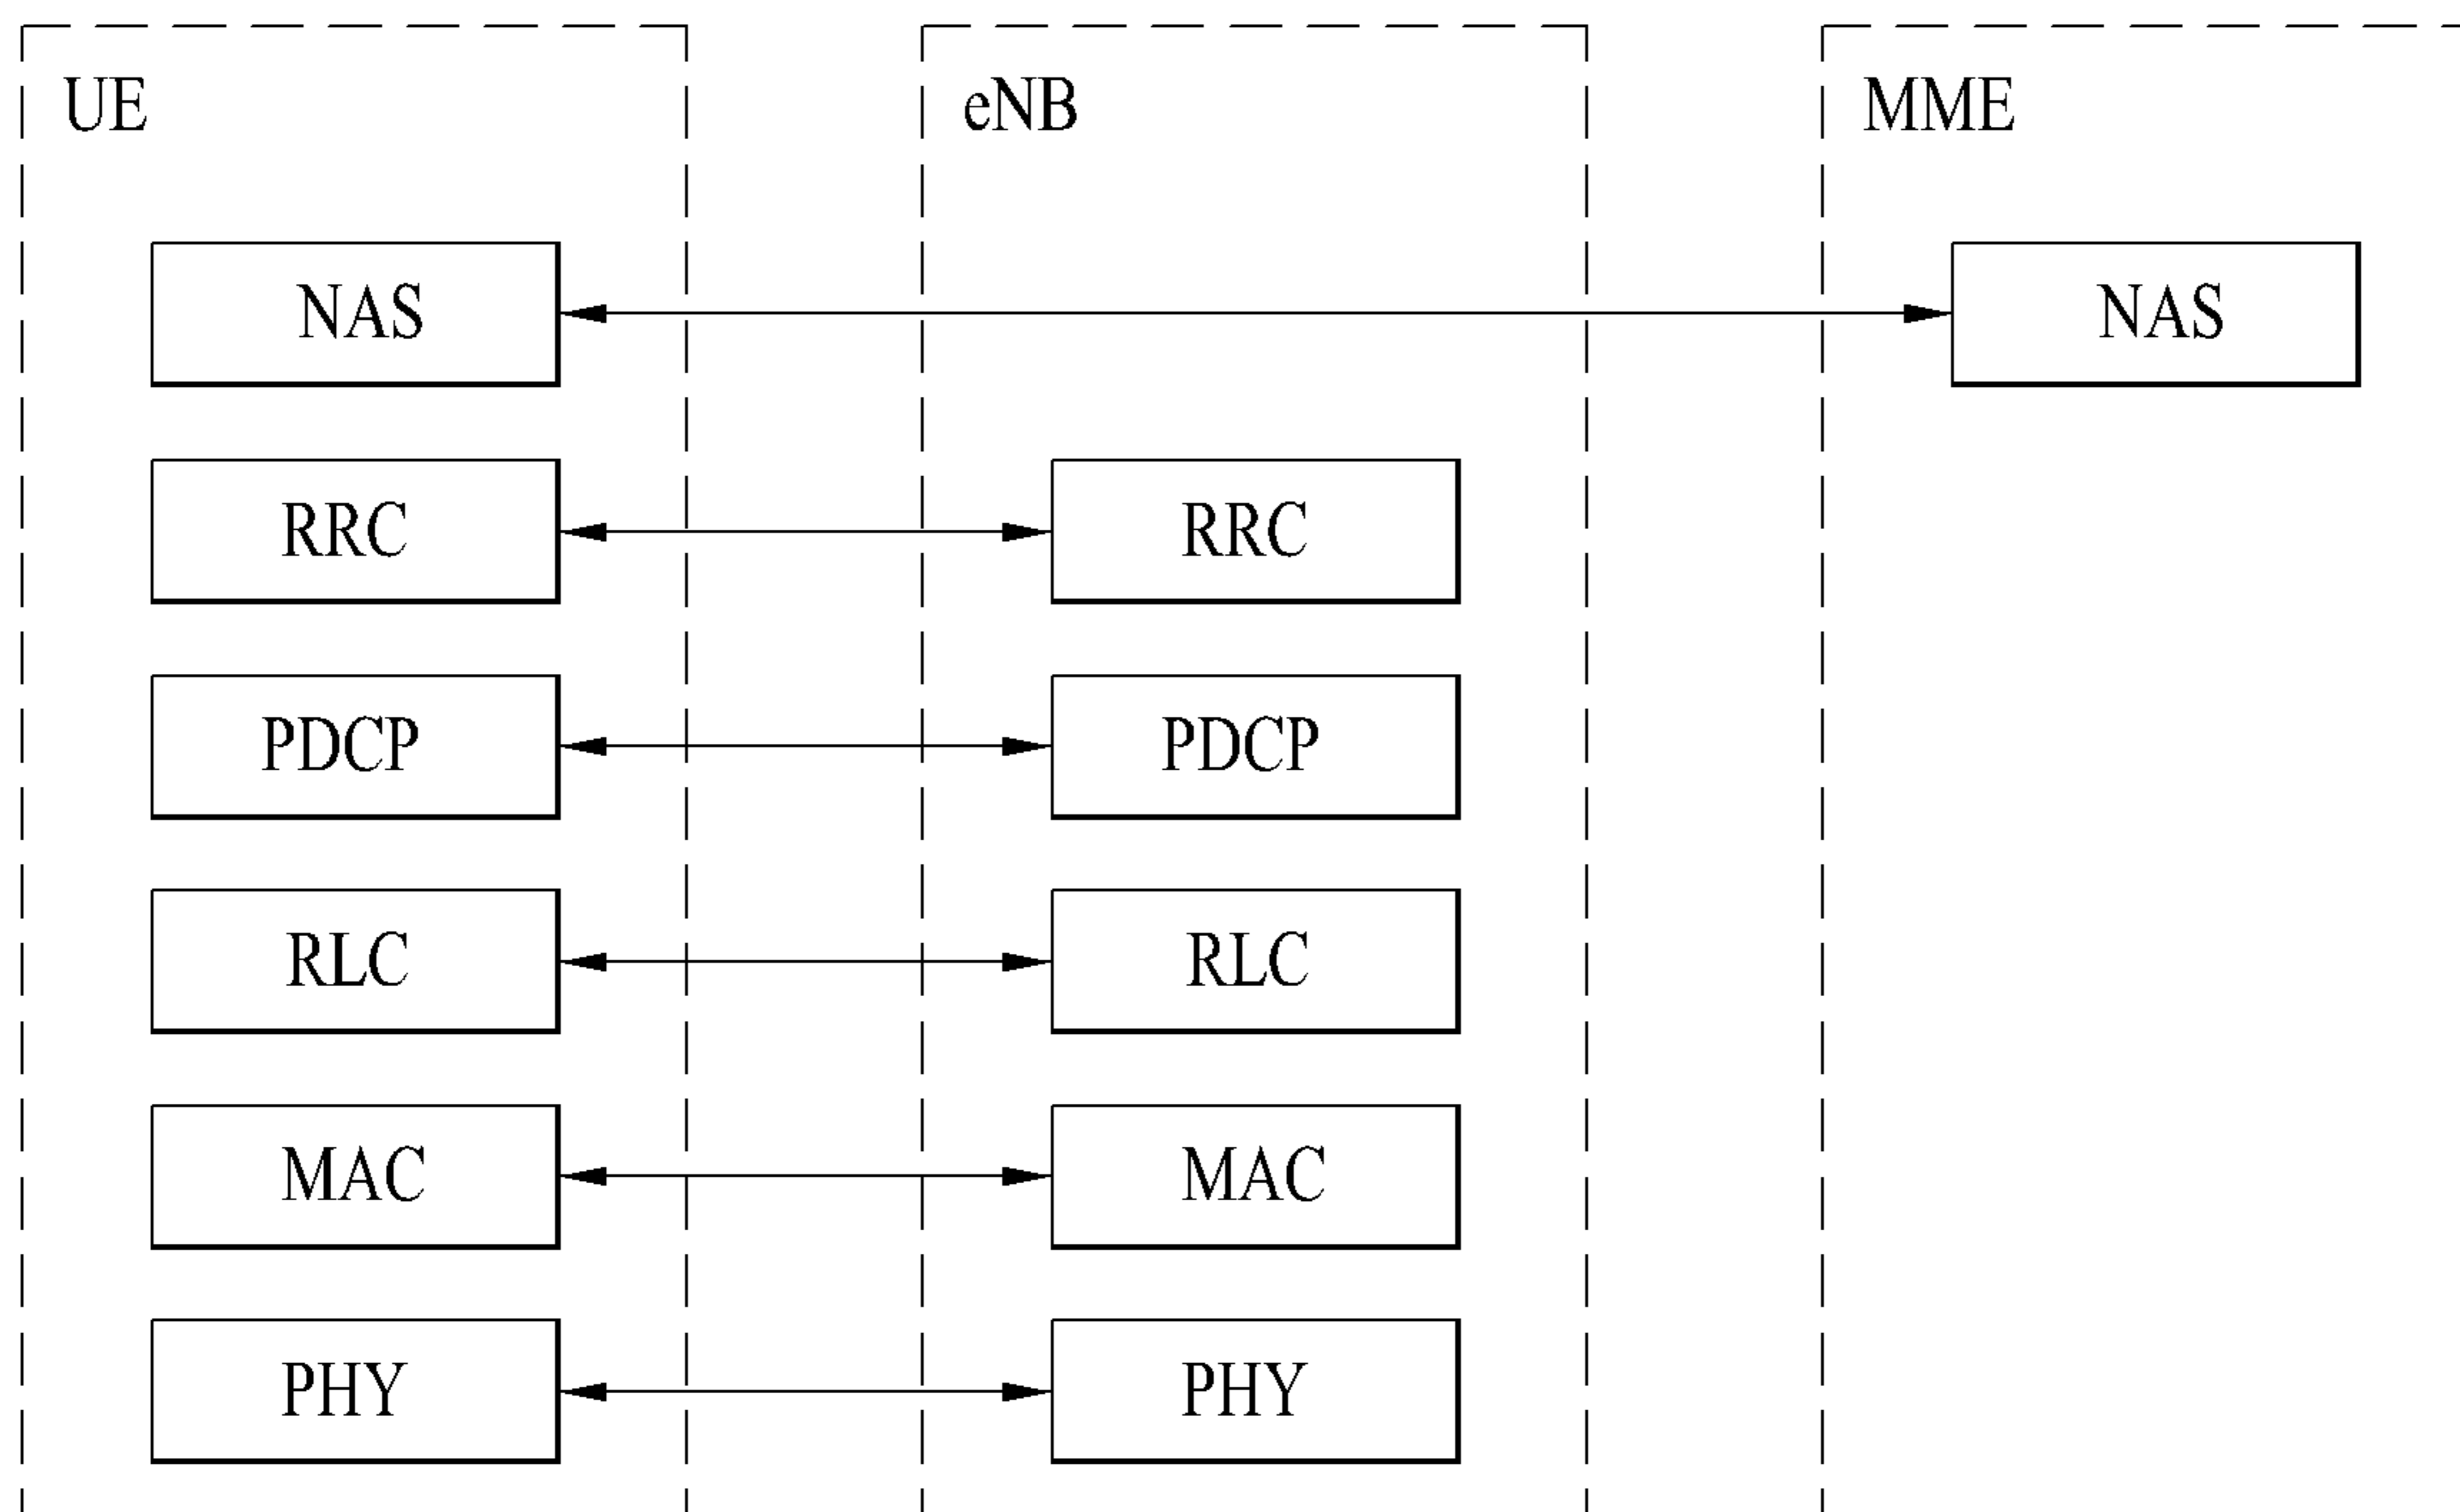 UE eNB MME
NAS NAS
RRC RRC
PDCP PDCP
RLC RLC
MAC MAC
PHY PHY